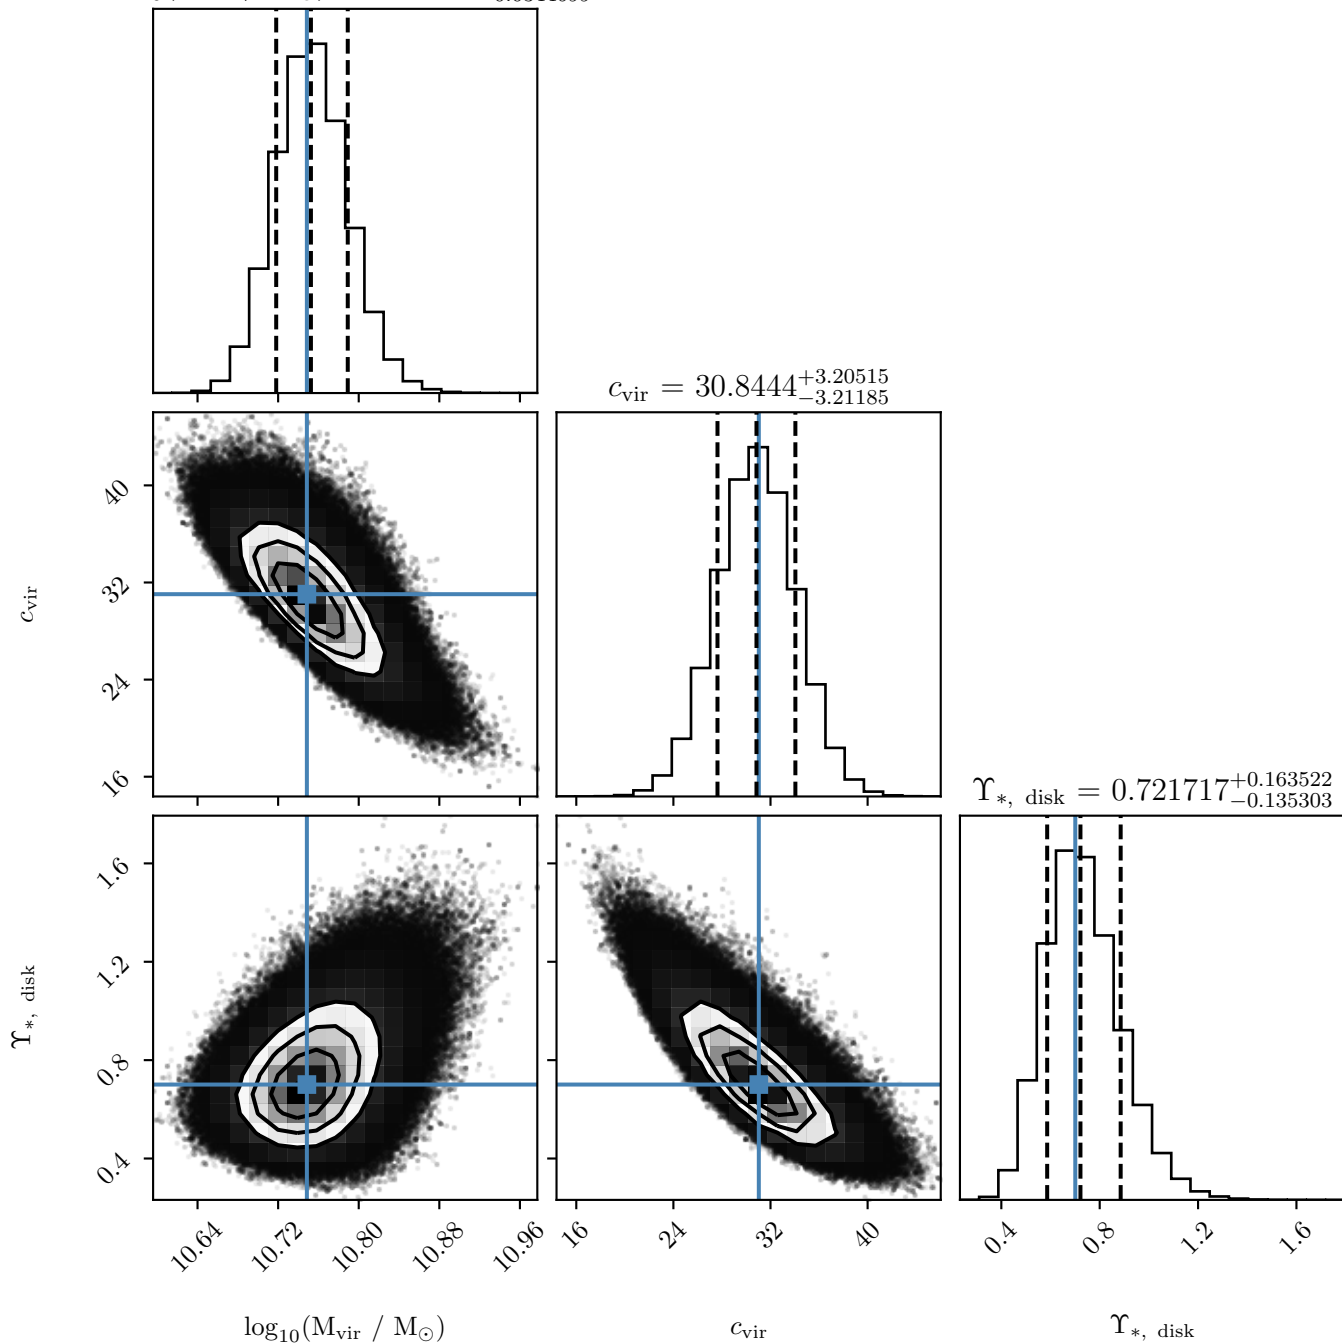 c_vir = 30.8444 +3.20515 −3.21185
40
32
24
16
c_vir
Υ_*, disk = 0.721717 +0.163522 −0.135303
1.6
1.2
0.8
0.4
Υ_*, disk
10.64 10.72 10.80 10.88 10.96
16 24 32 40
0.4 0.8 1.2 1.6
log₁₀(M_vir / M_⊙)
c_vir
Υ_*, disk